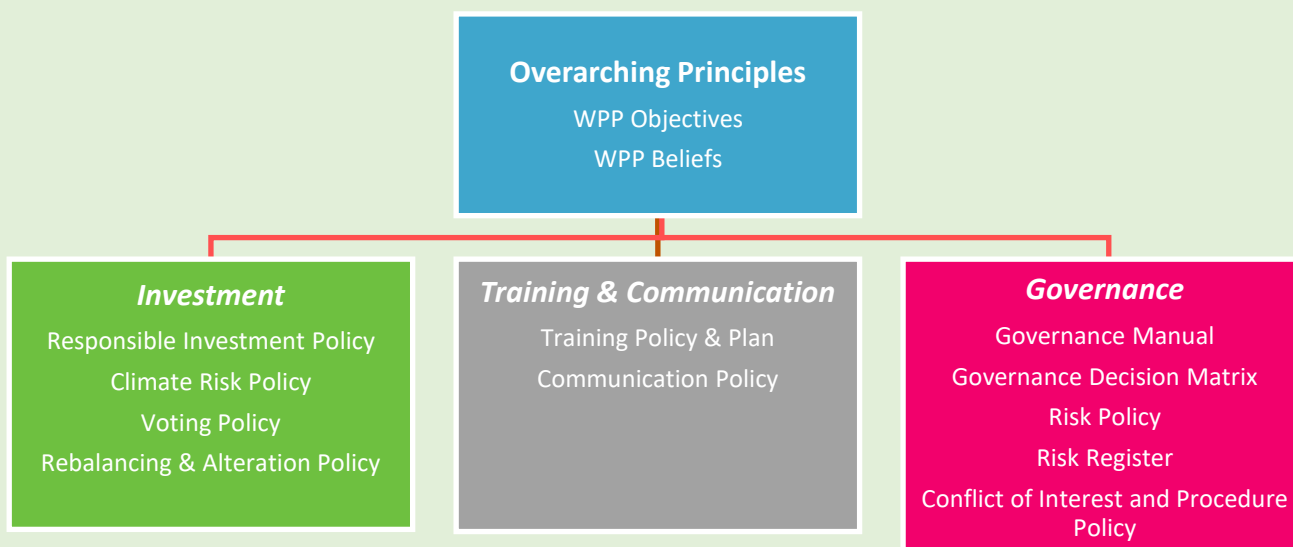 Overarching Principles
WPP Objectives
WPP Beliefs
Investment
Responsible Investment Policy
Climate Risk Policy
Voting Policy
Rebalancing & Alteration Policy
Training & Communication
Training Policy & Plan
Communication Policy
Governance
Governance Manual
Governance Decision Matrix
Risk Policy
Risk Register
Conflict of Interest and Procedure
Policy